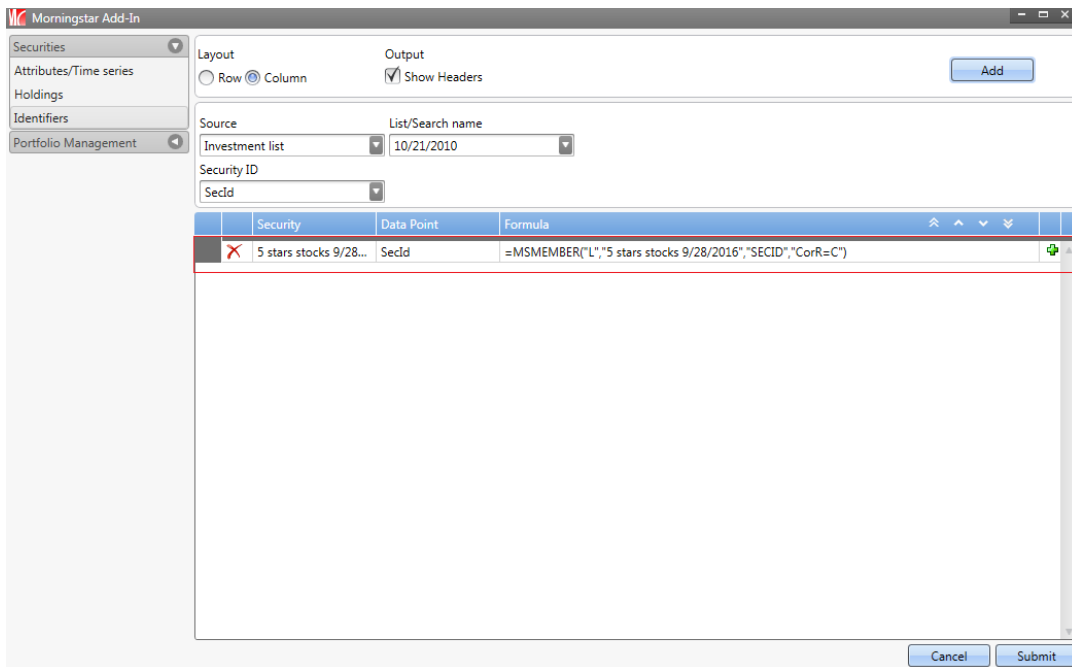 Morningstar Add-In
Securities
Attributes/Time series
Holdings
Identifiers
Portfolio Management
Layout
Row Column
Output
Show Headers
Add
Source
Investment list
List/Search name
10/21/2010
Security ID
SecId
Security Data Point Formula
5 stars stocks 9/28... SecId =MSMEMBER("L","5 stars stocks 9/28/2016","SECID","CorR=C")
Cancel Submit